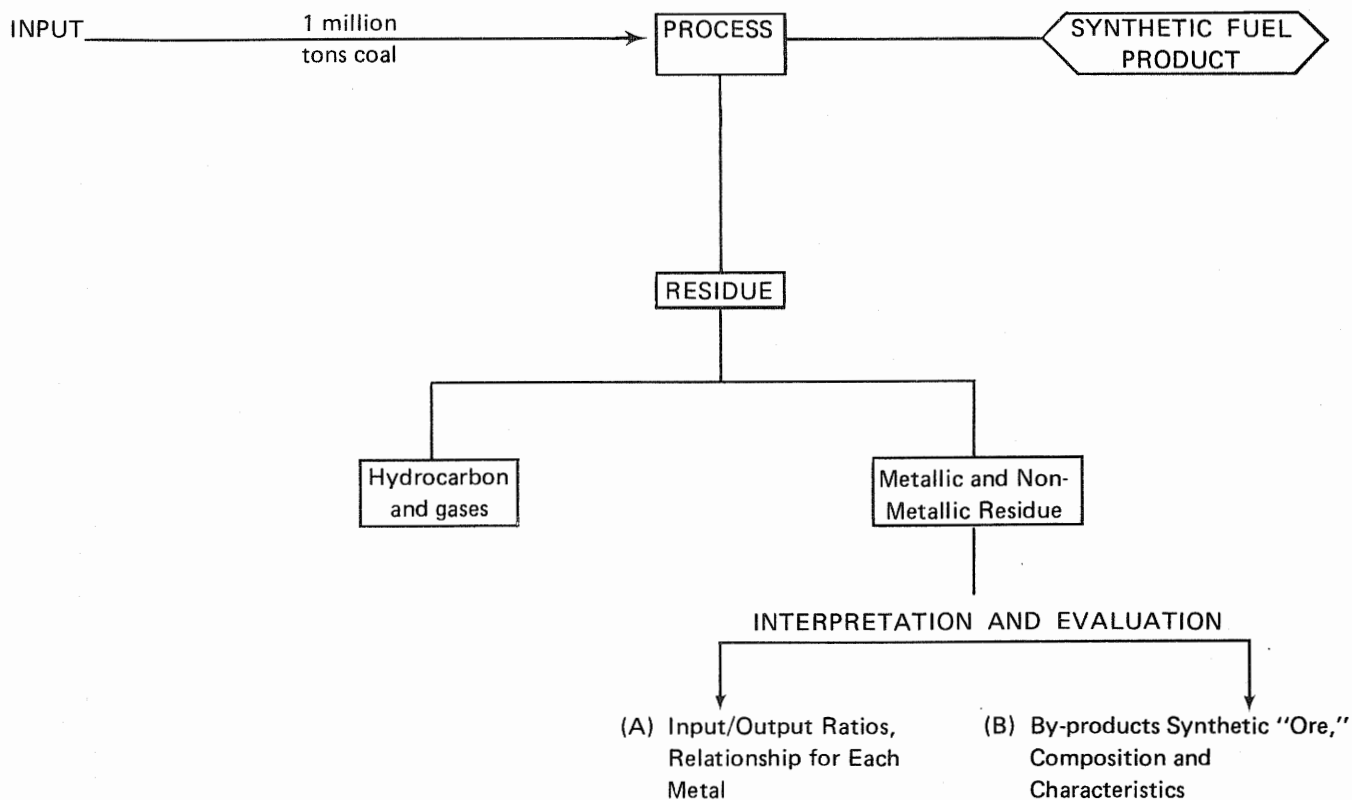 INPUT
1 million
tons coal
PROCESS
SYNTHETIC FUEL
PRODUCT
RESIDUE
Hydrocarbon
and gases
Metallic and Non-
Metallic Residue
INTERPRETATION AND EVALUATION
(A) Input/Output Ratios,
Relationship for Each
Metal
(B) By-products Synthetic "Ore,"
Composition and
Characteristics